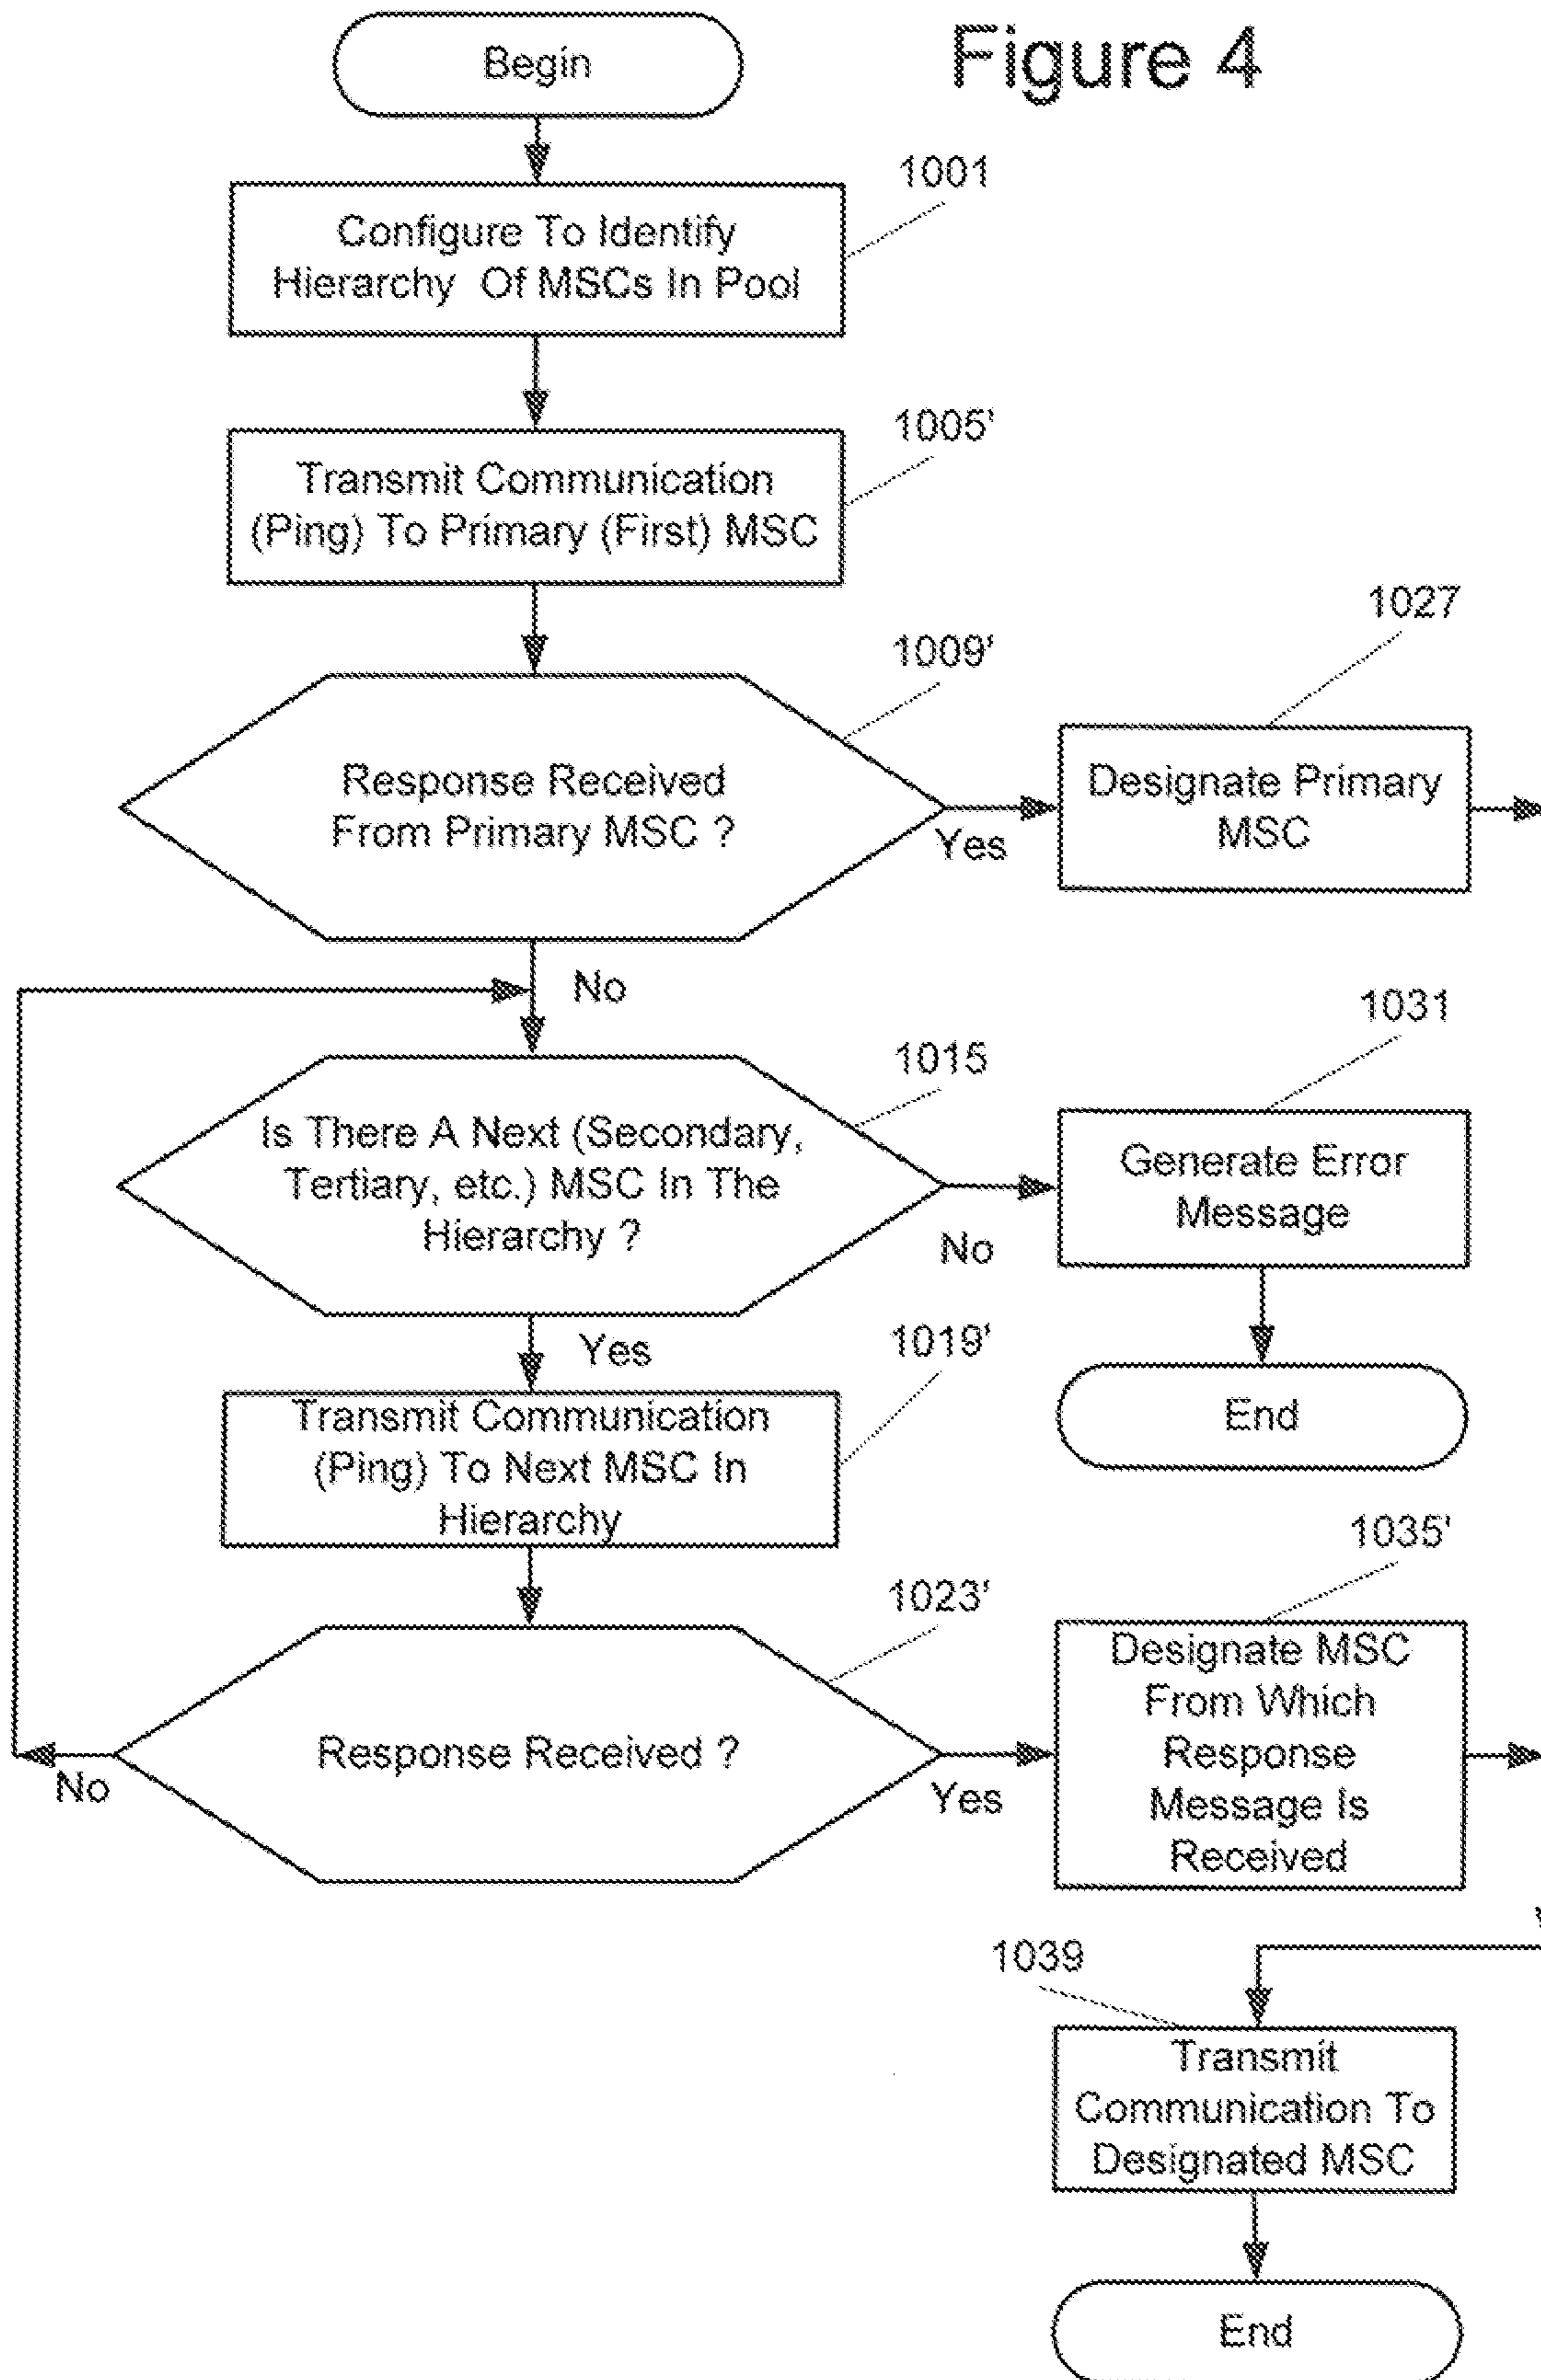 Figure 4
Begin
1001
Configure To Identify
Hierarchy Of MSCs In Pool
1005'
Transmit Communication
(Ping) To Primary (First) MSC
1009'
Response Received
From Primary MSC ?
Yes
1027
Designate Primary
MSC
No
1015
Is There A Next (Secondary,
Tertiary, etc.) MSC In The
Hierarchy ?
No
1031
Generate Error
Message
End
Yes
1019'
Transmit Communication
(Ping) To Next MSC In
Hierarchy
1023'
Response Received ?
No
Yes
1035'
Designate MSC
From Which
Response
Message Is
Received
1039
Transmit
Communication To
Designated MSC
End